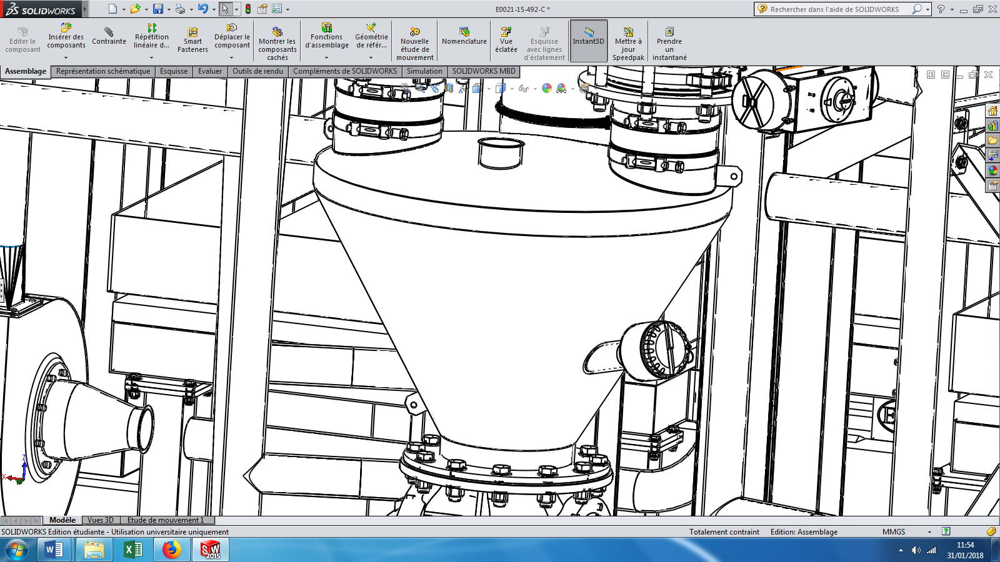 SOLIDWORKS
E0021-15-492-C *
Rechercher dans l'aide de SOLIDWORKS
?
Editer le composant
Insérer des composants
Contrainte
Répétition linéaire d...
Smart Fasteners
Déplacer le composant
Montrer les composants cachés
Fonctions d'assemblage
Géométrie de référ...
Nouvelle étude de mouvement
Nomenclature
Vue éclatée
Esquisse avec lignes d'éclatement
Instant3D
Mettre à jour Speedpak
Prendre un instantané
Assemblage
Représentation schématique
Esquisse
Evaluer
Outils de rendu
Compléments de SOLIDWORKS
Simulation
SOLIDWORKS MBD
Z
X
Modèle
Vues 3D
Etude de mouvement 1
SOLIDWORKS Edition étudiante - Utilisation universitaire uniquement
Totalement contraint
Edition: Assemblage
MMGS
?
W
X
SW
2015
11:54
31/01/2018